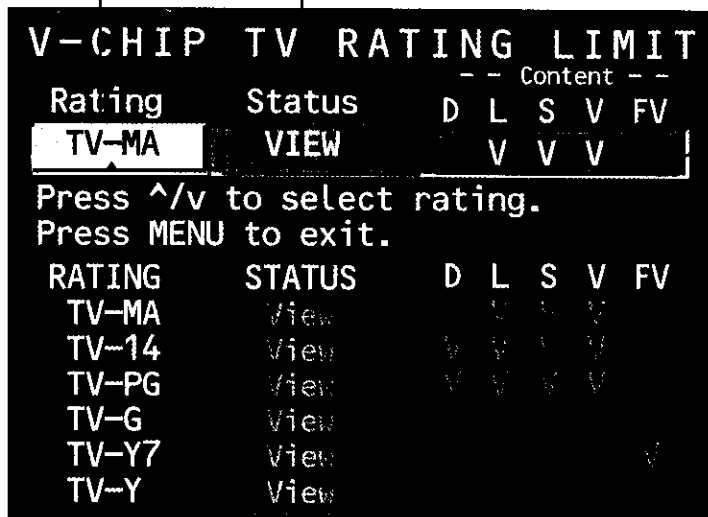 V-CHIP TV RATING LIMIT
-- Content --
Rating Status D L S V FV
TV-MA VIEW V V V
Press ^/v to select rating.
Press MENU to exit.
RATING STATUS D L S V FV
TV-MA View V V V
TV-14 View V V V V
TV-PG View V V V V
TV-G View
TV-Y7 View V
TV-Y View